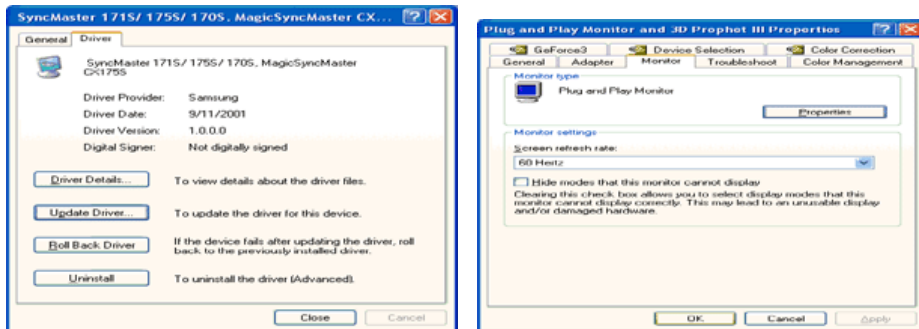 SyncMaster 171S/ 175S/ 170S, MagicSyncMaster CX...
General
Driver
SyncMaster 171S/ 175S/ 170S, MagicSyncMaster
CX175S
Driver Provider: Samsung
Driver Date: 9/11/2001
Driver Version: 1.0.0.0
Digital Signer: Not digitally signed
Driver Details...
To view details about the driver files.
Update Driver...
To update the driver for this device.
Roll Back Driver
If the device fails after updating the driver, roll
back to the previously installed driver.
Uninstall
To uninstall the driver (Advanced).
Close
Cancel
Plug and Play Monitor and 3D Prophet III Properties
GeForce3
Device Selection
Color Correction
General
Adapter
Monitor
Troubleshoot
Color Management
Monitor type
Plug and Play Monitor
Properties
Monitor settings
Screen refresh rate:
60 Hertz
Hide modes that this monitor cannot display
Clearing this check box allows you to select display modes that this
monitor cannot display correctly. This may lead to an unusable display
and/or damaged hardware.
OK
Cancel
Apply